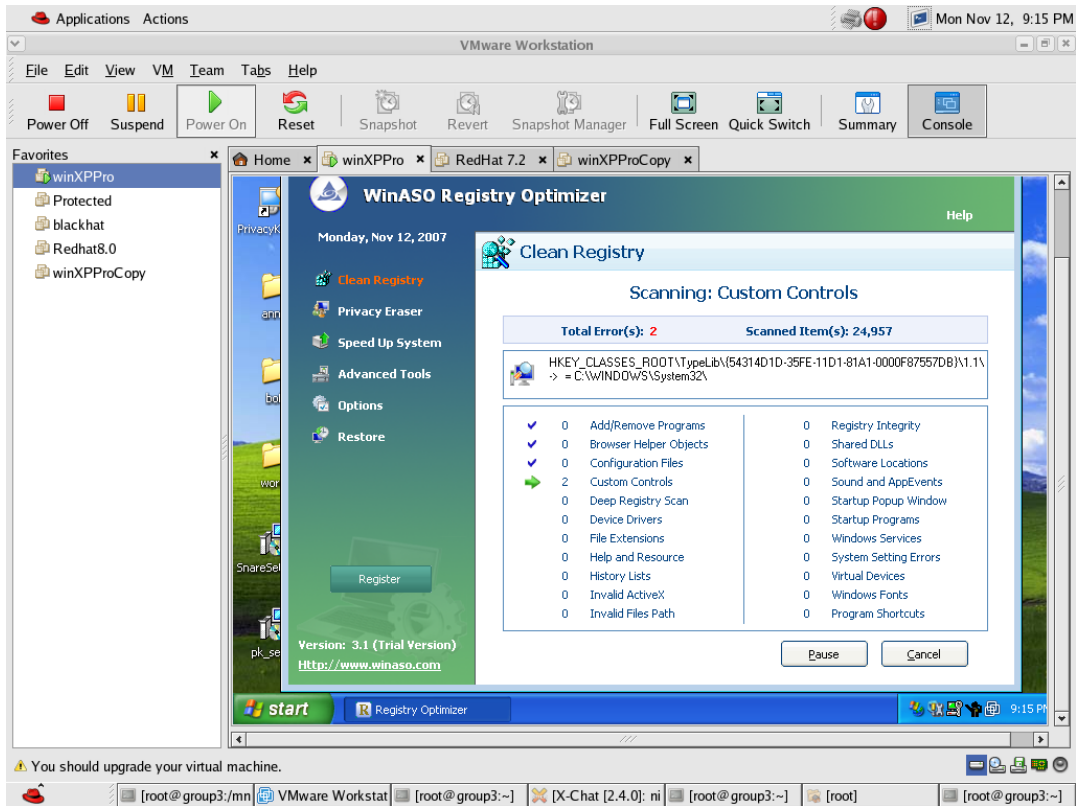 Applications Actions Mon Nov 12, 9:15 PM
VMware Workstation
File Edit View VM Team Tabs Help
Power Off Suspend Power On Reset Snapshot Revert Snapshot Manager Full Screen Quick Switch Summary Console
Favorites
winXPPro
Protected
blackhat
Redhat8.0
winXPProCopy
Home winXPPro RedHat 7.2 winXPProCopy
PrivacyK
ann
bol
wor
SnareSet
pk_se
WinASO Registry Optimizer
Help
Monday, Nov 12, 2007
Clean Registry
Privacy Eraser
Speed Up System
Advanced Tools
Options
Restore
Register
Version: 3.1 (Trial Version)
Http://www.winaso.com
Clean Registry
Scanning: Custom Controls
Total Error(s): 2 Scanned Item(s): 24,957
HKEY_CLASSES_ROOT\TypeLib\{54314D1D-35FE-11D1-81A1-0000F87557DB}\1.1\
-> = C:\WINDOWS\System32\
0 Add/Remove Programs
0 Browser Helper Objects
0 Configuration Files
2 Custom Controls
0 Deep Registry Scan
0 Device Drivers
0 File Extensions
0 Help and Resource
0 History Lists
0 Invalid ActiveX
0 Invalid Files Path
0 Registry Integrity
0 Shared DLLs
0 Software Locations
0 Sound and AppEvents
0 Startup Popup Window
0 Startup Programs
0 Windows Services
0 System Setting Errors
0 Virtual Devices
0 Windows Fonts
0 Program Shortcuts
Pause Cancel
start Registry Optimizer 9:15 PM
You should upgrade your virtual machine.
[root@group3:/mn VMware Workstat [root@group3:~] [X-Chat [2.4.0]: ni [root@group3:~] [root] [root@group3:~]